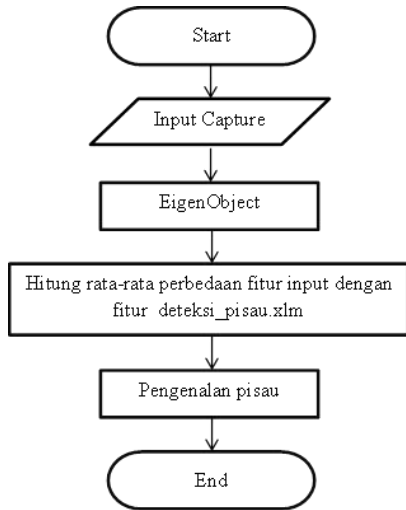 Start
Input Capture
EigenObject
Hitung rata-rata perbedaan fitur input dengan
fitur deteksi_pisau.xlm
Pengenalan pisau
End